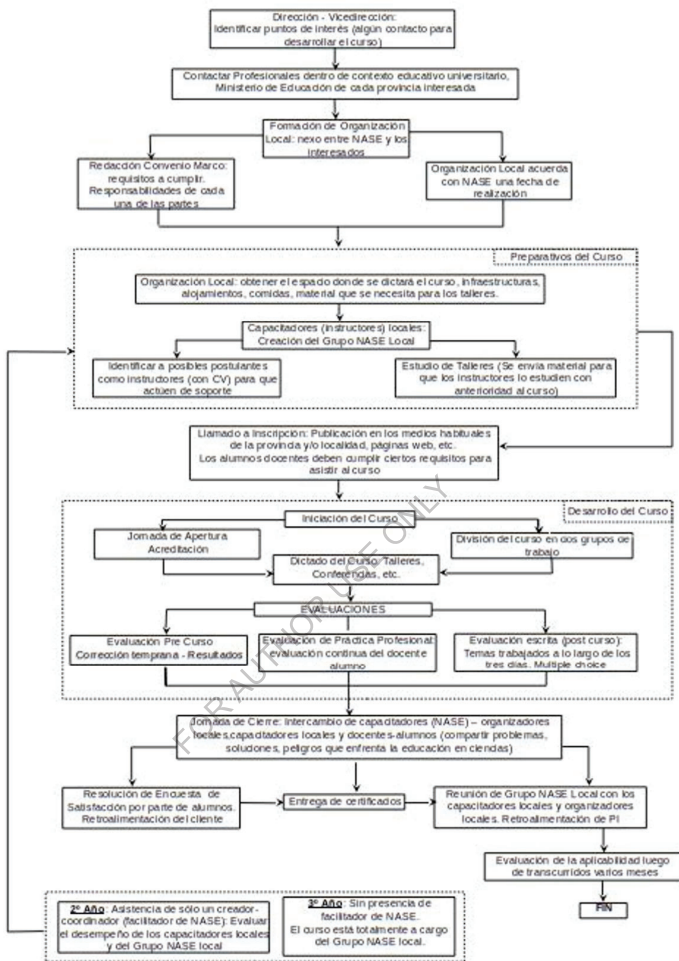 Dirección - Vicedirección:
Identificar puntos de interés (algún contacto para
desarrollar el curso)
Contactar Profesionales dentro de contexto educativo universitario,
Ministerio de Educación de cada provincia interesada
Formación de Organización
Local: nexo entre NASE y los
interesados
Redacción Convenio Marco:
requisitos a cumplir.
Responsabilidades de cada
una de las partes
Organización Local acuerda
con NASE una fecha de
realización
Preparativos del Curso
Organización Local: obtener el espacio donde se dictará el curso, infraestructuras,
alojamientos, comidas, material que se necesita para los talleres.
Capacitadores (instructores) locales:
Creación del Grupo NASE Local
Identificar a posibles postulantes
como instructores (con CV) para que
actúen de soporte
Estudio de Talleres (Se envía material para
que los instructores lo estudien con
anterioridad al curso)
Llamado a Inscripción: Publicación en los medios habituales
de la provincia y/o localidad, páginas web, etc.
Los alumnos docentes deben cumplir ciertos requisitos para
asistir al curso
Desarrollo del Curso
Iniciación del Curso
Jornada de Apertura
Acreditación
División del curso en dos grupos de
trabajo
Dictado del Curso: Talleres,
Conferencias, etc.
EVALUACIONES
Evaluación Pre Curso
Corrección temprana - Resultados
Evaluación de Práctica Profesional:
evaluación continua del docente
alumno
Evaluación escrita (post curso):
Temas trabajados a lo largo de los
tres días. Multiple choice
Jornada de Cierre: Intercambio de capacitadores (NASE) – organizadores
locales,capacitadores locales y docentes-alumnos (compartir problemas,
soluciones, peligros que enfrenta la educación en ciencias)
Resolución de Encuesta de
Satisfacción por parte de alumnos.
Retroalimentación del cliente
Entrega de certificados
Reunión de Grupo NASE Local con los
capacitadores locales y organizadores
locales. Retroalimentación de PI
Evaluación de la aplicabilidad luego
de transcurridos varios meses
FIN
2º Año: Asistencia de sólo un creador-
coordinador (facilitador de NASE): Evaluar
el desempeño de los capacitadores locales
y del Grupo NASE local
3º Año: Sin presencia de
facilitador de NASE.
El curso está totalmente a
cargo del Grupo NASE local.
FOR AUTHOR USE ONLY